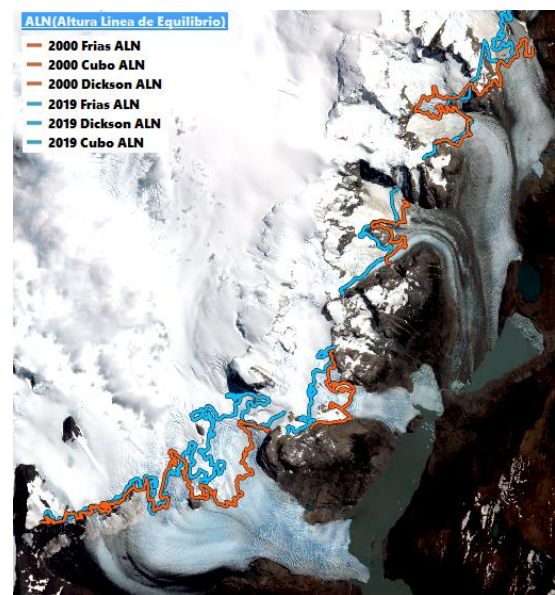 ALN(Altura Linea de Equilibrio)
2000 Frias ALN
2000 Cubo ALN
2000 Dickson ALN
2019 Frias ALN
2019 Dickson ALN
2019 Cubo ALN